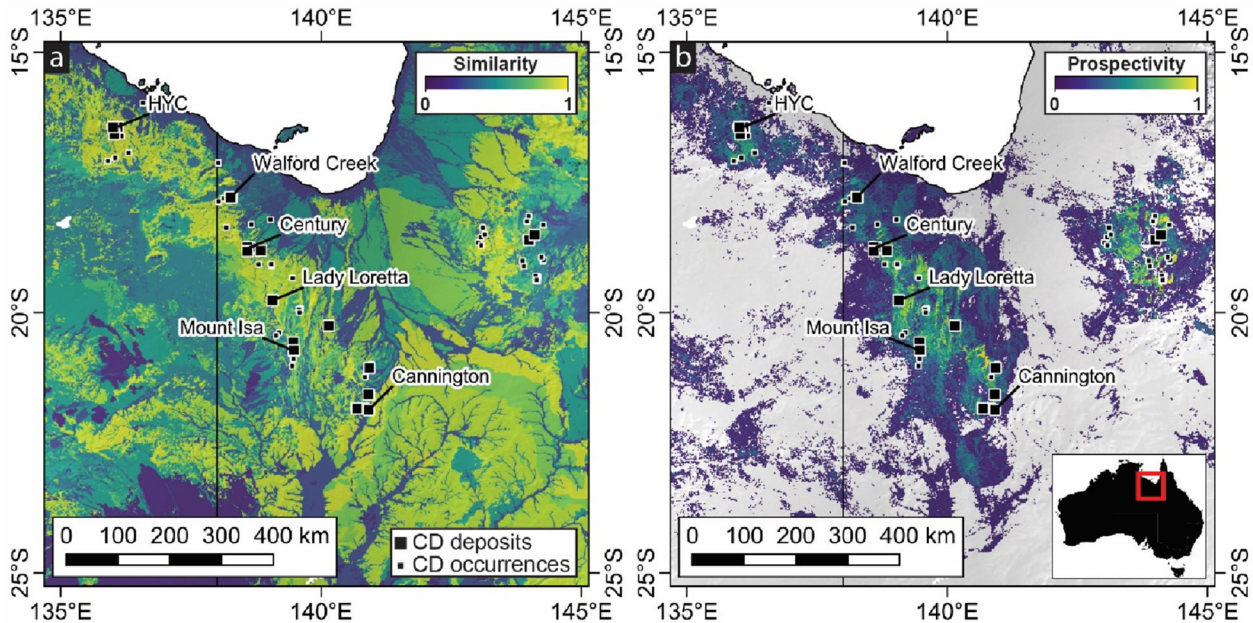 135°E 140°E 145°E 135°E 140°E 145°E
15°S 15°S 15°S
a Similarity b Prospectivity
0 1 0 1
HYC HYC
Walford Creek Walford Creek
Century Century
Lady Loretta Lady Loretta
20°S 20°S 20°S
Mount Isa Mount Isa
Cannington Cannington
0 100 200 300 400 km 0 100 200 300 400 km
CD deposits
CD occurrences
25°S 25°S 25°S
135°E 140°E 145°E 135°E 140°E 145°E